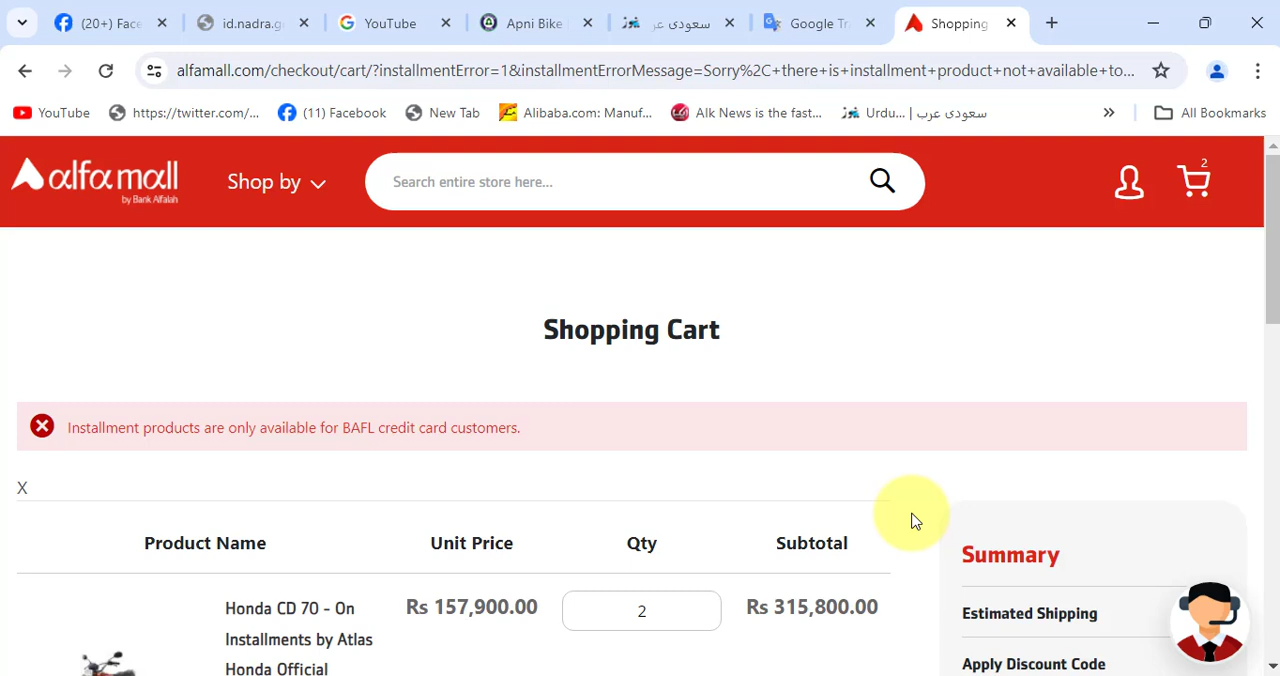 (20+) Face
id.nadra.g
YouTube
Apni Bike
سعودی عر
Google Tr
Shopping
alfamall.com/checkout/cart/?installmentError=1&installmentErrorMessage=Sorry%2C+there+is+installment+product+not+available+to...
YouTube
https://twitter.com/...
(11) Facebook
New Tab
Alibaba.com: Manuf...
Alk News is the fast...
سعودی عرب | Urdu...
All Bookmarks
alfa mall
by Bank Alfalah
Shop by
Search entire store here...
2
Shopping Cart
Installment products are only available for BAFL credit card customers.
X
Product Name Unit Price Qty Subtotal
Honda CD 70 - On
Installments by Atlas
Honda Official
Rs 157,900.00
2
Rs 315,800.00
Summary
Estimated Shipping
Apply Discount Code